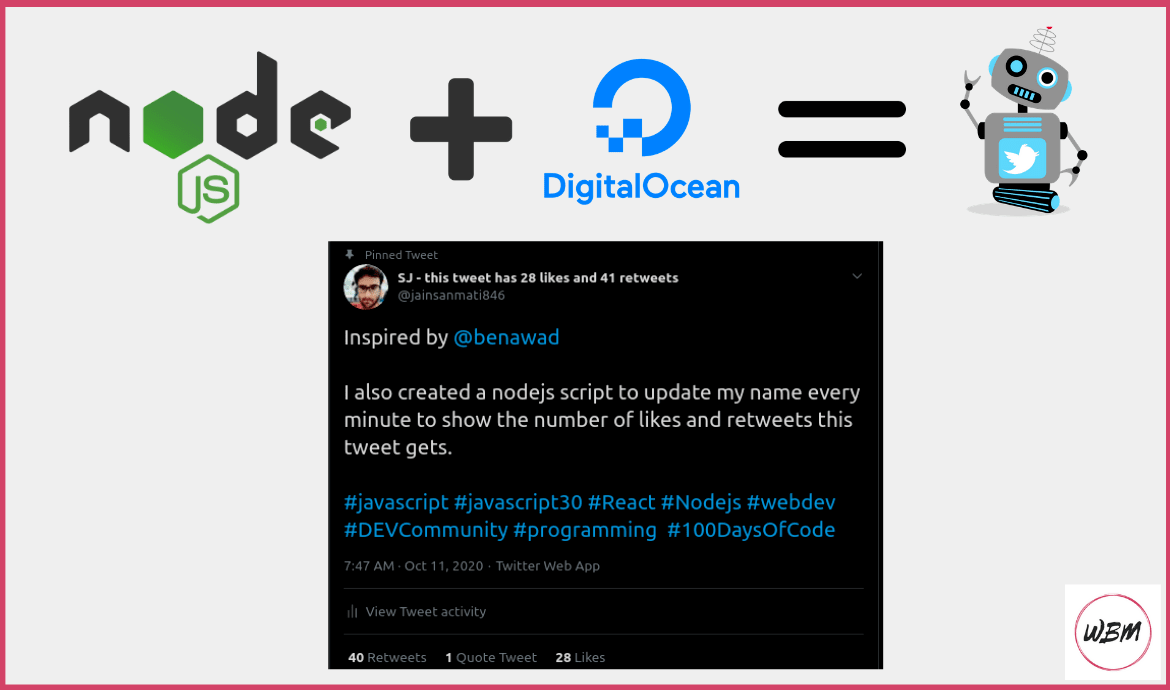 node
JS
DigitalOcean
Pinned Tweet
SJ - this tweet has 28 likes and 41 retweets
@jainsanmati846
Inspired by @benawad
I also created a nodejs script to update my name every
minute to show the number of likes and retweets this
tweet gets.
#javascript #javascript30 #React #Nodejs #webdev
#DEVCommunity #programming #100DaysOfCode
7:47 AM · Oct 11, 2020 · Twitter Web App
View Tweet activity
40 Retweets 1 Quote Tweet 28 Likes
WBM